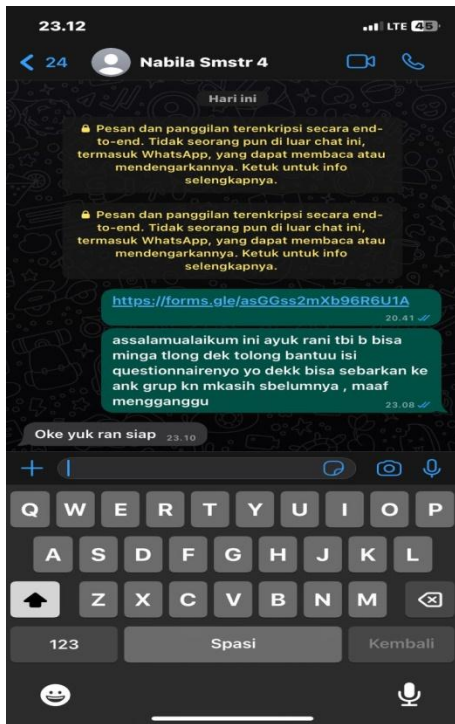 23.12
LTE 45
24 Nabila Smstr 4
Hari ini
Pesan dan panggilan terenkripsi secara end-
to-end. Tidak seorang pun di luar chat ini,
termasuk WhatsApp, yang dapat membaca atau
mendengarkannya. Ketuk untuk info
selengkapnya.
Pesan dan panggilan terenkripsi secara end-
to-end. Tidak seorang pun di luar chat ini,
termasuk WhatsApp, yang dapat membaca atau
mendengarkannya. Ketuk untuk info
selengkapnya.
https://forms.gle/asGGss2mXb96R6U1A
20.41
assalamualaikum ini ayuk rani tbi b bisa
minga tlong dek tolong bantuu isi
questionnairenyo yo dekk bisa sebarkan ke
ank grup kn mkasih sbelumnya , maaf
mengganggu
23.08
Oke yuk ran siap 23.10
Q W E R T Y U I O P
A S D F G H J K L
Z X C V B N M
123 Spasi Kembali